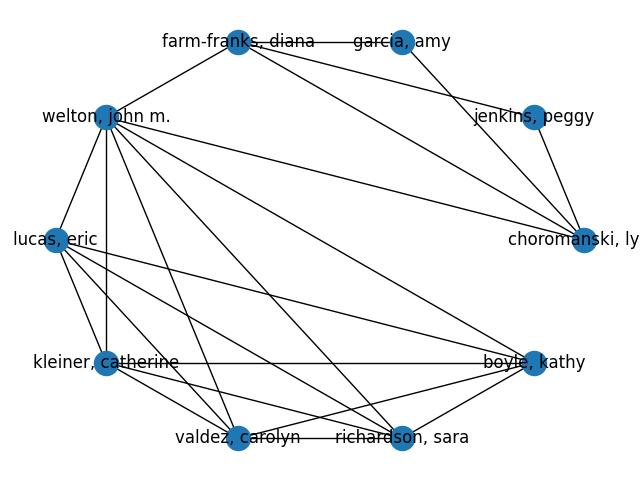 farm-franks, diana
garcia, amy
welton, john m.
jenkins, peggy
lucas, eric
choromanski, ly
kleiner, catherine
boyle, kathy
valdez, carolyn
richardson, sara